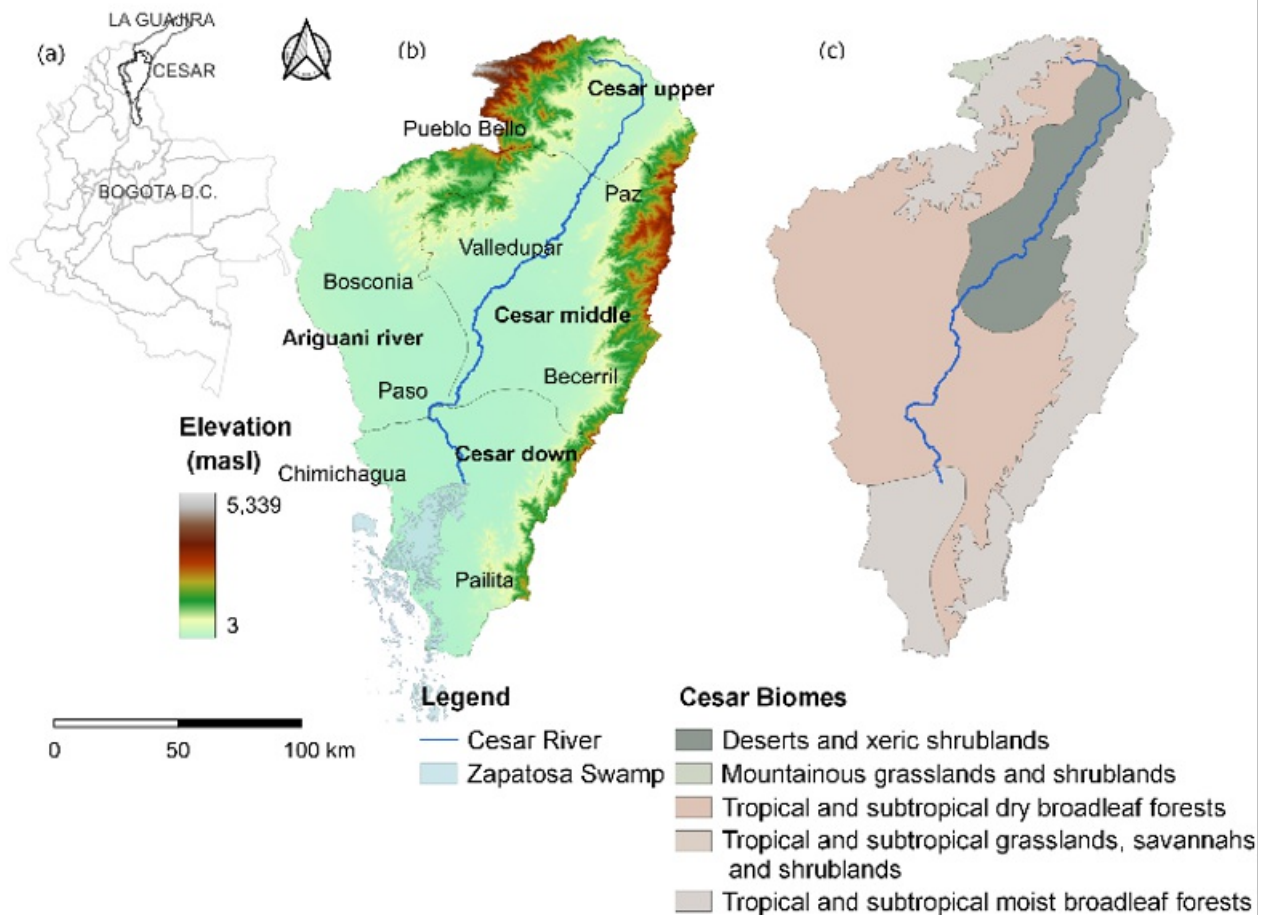 (a)
LA GUAJIRA
CESAR
BOGOTA D.C.
(b)
Cesar upper
Pueblo Bello
Paz
Valledupar
Bosconia
Cesar middle
Ariguani river
Becerril
Paso
Cesar down
Chimichagua
Pailita
(c)
Elevation
(masl)
5,339
3
0 50 100 km
Legend
Cesar River
Zapatosa Swamp
Cesar Biomes
Deserts and xeric shrublands
Mountainous grasslands and shrublands
Tropical and subtropical dry broadleaf forests
Tropical and subtropical grasslands, savannahs
and shrublands
Tropical and subtropical moist broadleaf forests